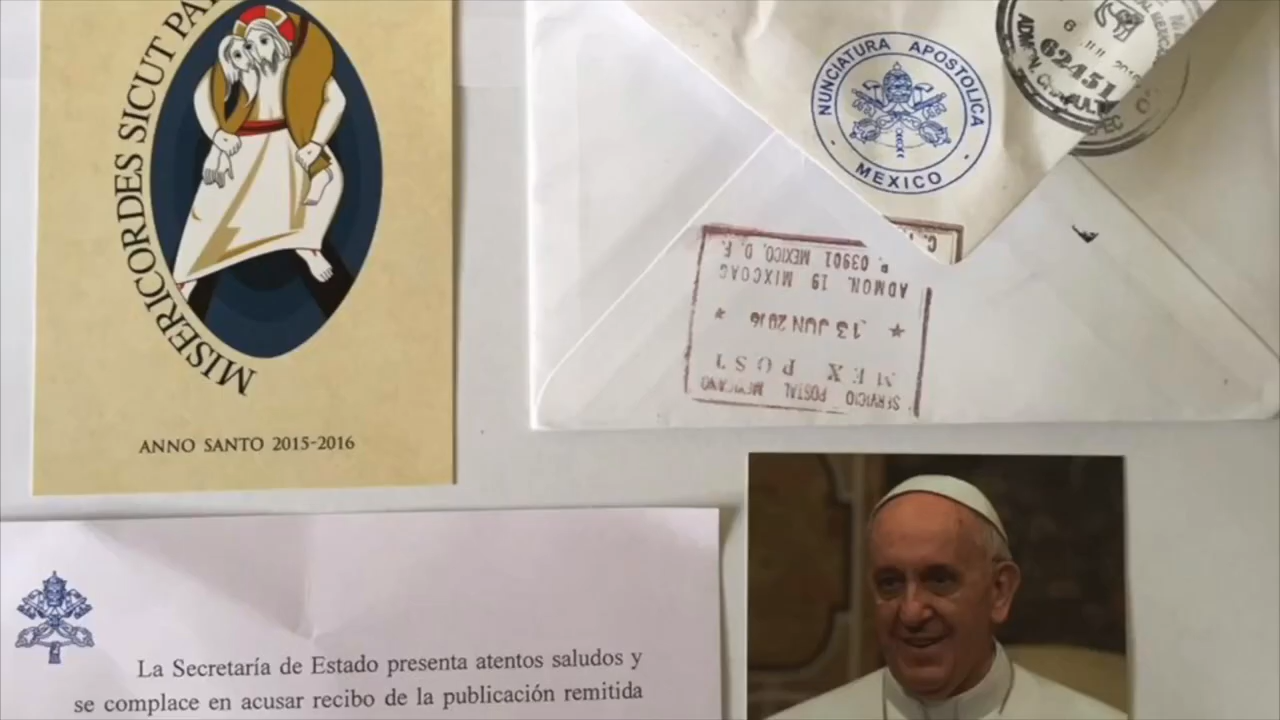 MISERICORDES SICUT PA
ANNO SANTO 2015-2016
NUNCIATURA APOSTOLICA
· MEXICO ·
62451
SERVICIO POSTAL MEXICANO
MEX POST
★ 13 JUN 2016 ★
ADMON. 19 MIXCOAC
P. 03901 MEXICO, D. F.
La Secretaría de Estado presenta atentos saludos y
se complace en acusar recibo de la publicación remitida